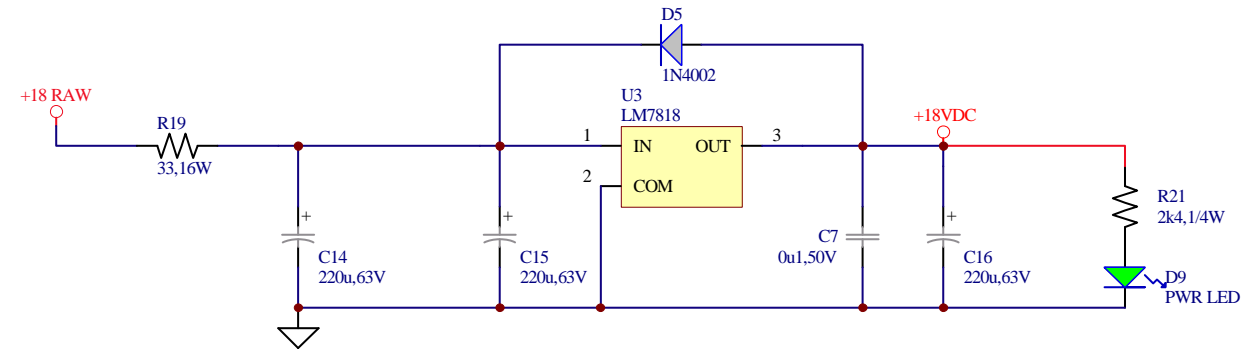 D5
1N4002
+18 RAW
U3
LM7818
+18VDC
R19
33,16W
1
IN
OUT
3
2
COM
R21
2k4,1/4W
+
+
C7
0u1,50V
+
C14
220u,63V
C15
220u,63V
C16
220u,63V
D9
PWR LED